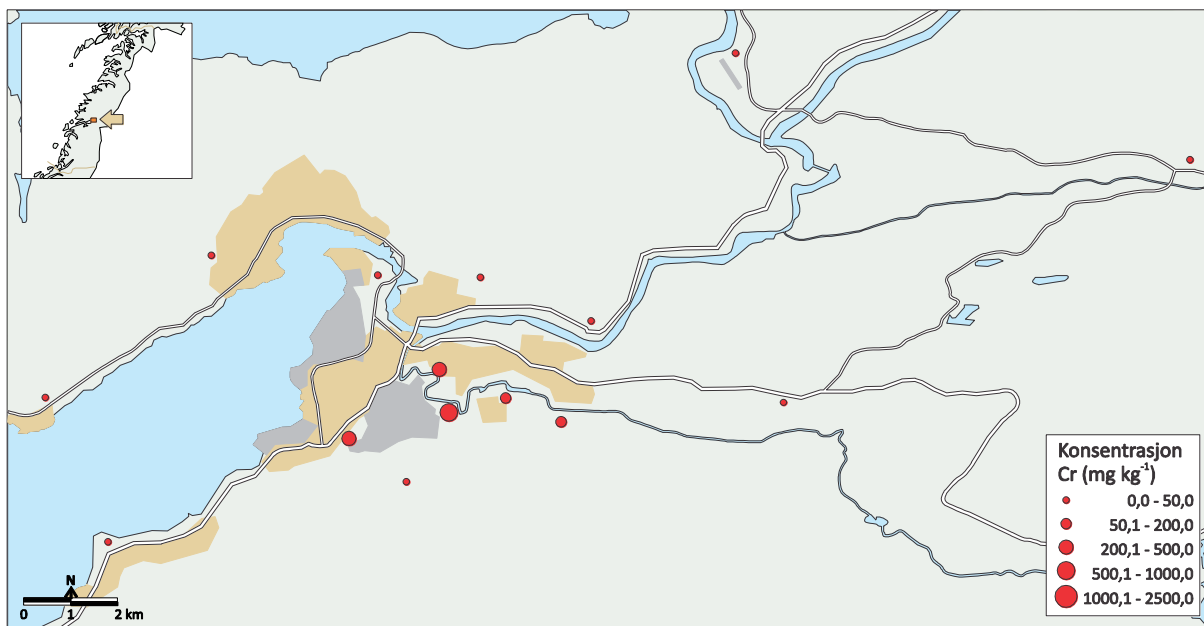 Konsentrasjon
Cr (mg kg⁻¹)
0,0 - 50,0
50,1 - 200,0
200,1 - 500,0
500,1 - 1000,0
1000,1 - 2500,0
N
0 1 2 km